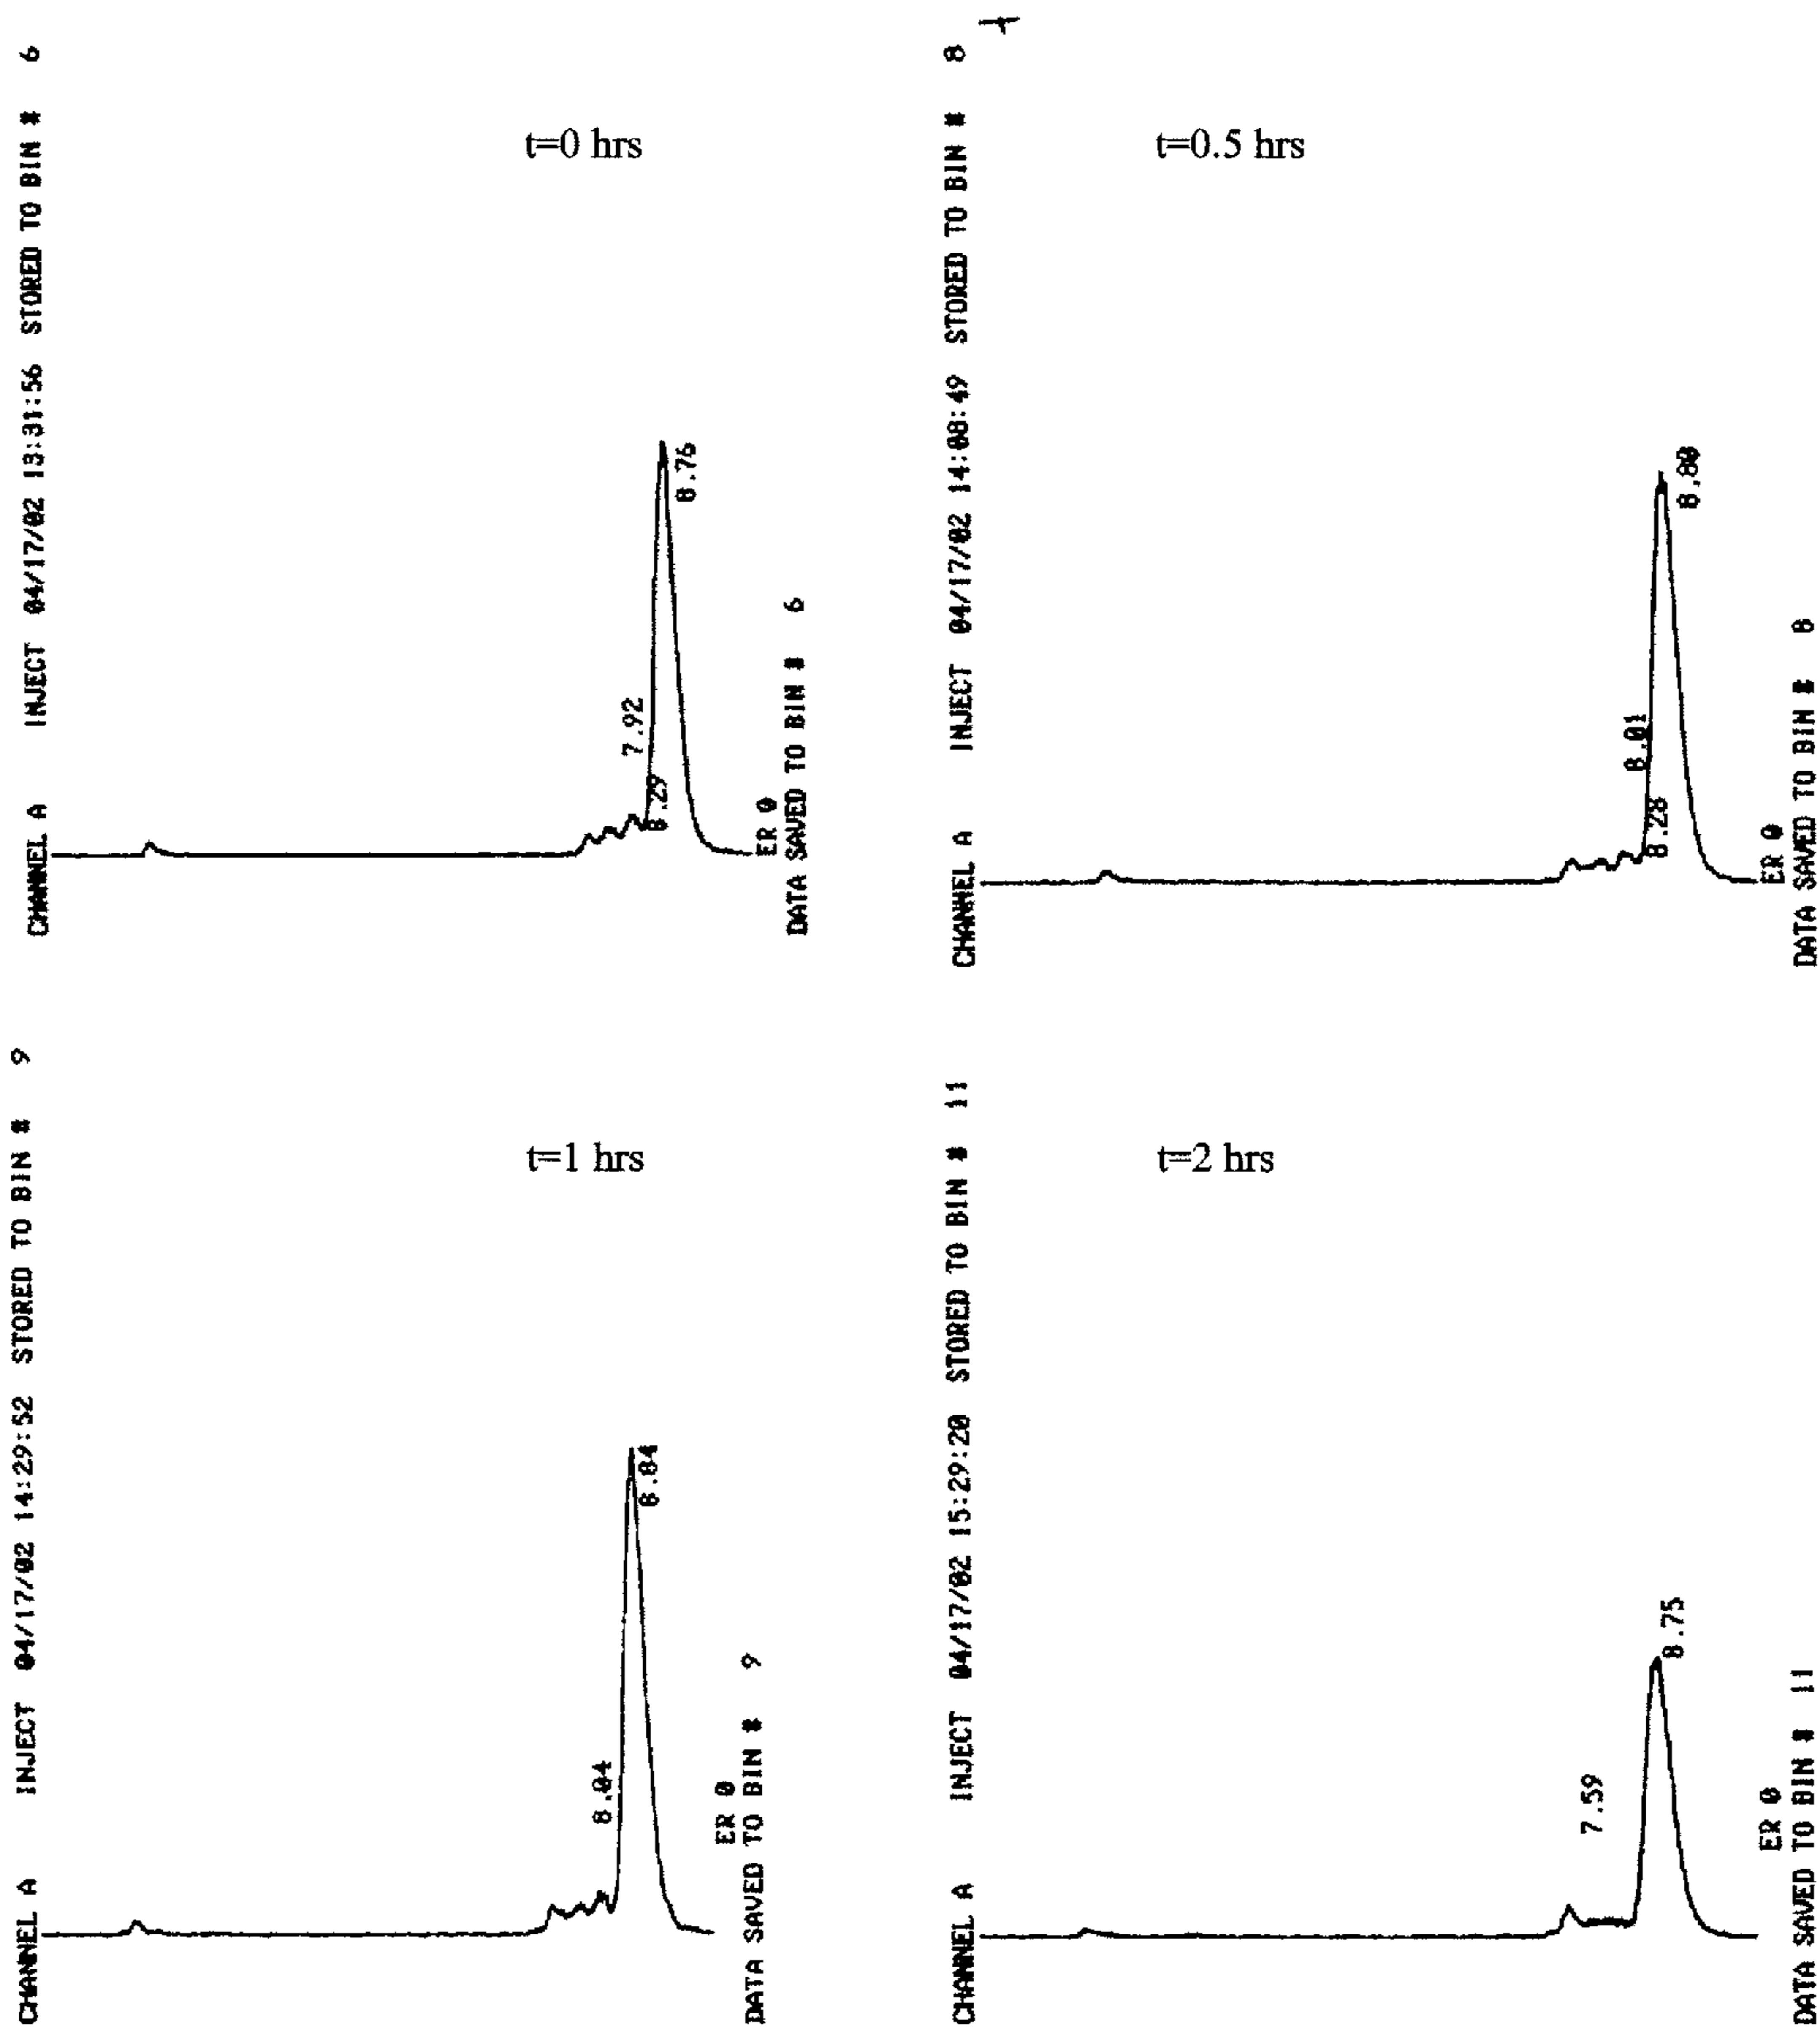 CHANNEL A INJECT 04/17/02 13:31:56 STORED TO BIN # 6
t=0 hrs
7.92
8.29
8.76
ER 0
DATA SAVED TO BIN # 6
CHANNEL A INJECT 04/17/02 14:08:49 STORED TO BIN # 8
t=0.5 hrs
8.01
8.28
8.80
ER 0
DATA SAVED TO BIN # 8
CHANNEL A INJECT 04/17/02 14:29:52 STORED TO BIN # 9
t=1 hrs
8.04
8.84
ER 0
DATA SAVED TO BIN # 9
CHANNEL A INJECT 04/17/02 15:29:20 STORED TO BIN # 11
t=2 hrs
7.59
8.75
ER 0
DATA SAVED TO BIN # 11